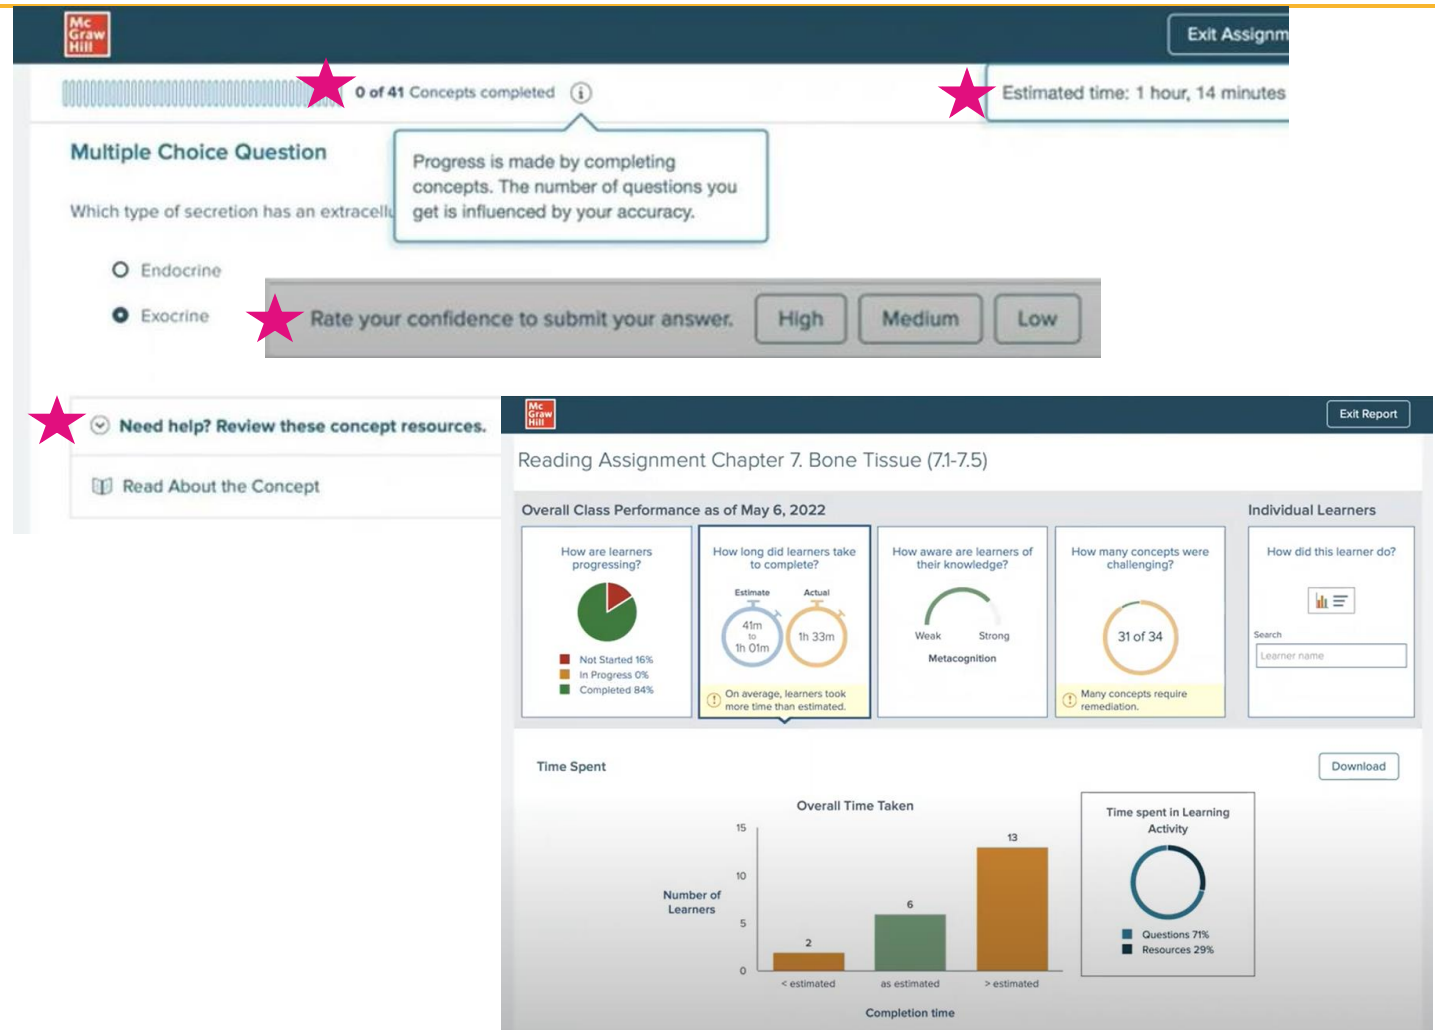 Mc
Graw
Hill
Exit Assignm
0 of 41 Concepts completed
Estimated time: 1 hour, 14 minutes
Multiple Choice Question
Progress is made by completing
concepts. The number of questions you
get is influenced by your accuracy.
Which type of secretion has an extracellu
Endocrine
Exocrine
Rate your confidence to submit your answer.
High
Medium
Low
Need help? Review these concept resources.
Read About the Concept
Mc
Graw
Hill
Exit Report
Reading Assignment Chapter 7. Bone Tissue (7.1-7.5)
Overall Class Performance as of May 6, 2022
Individual Learners
How are learners
progressing?
Not Started 16%
In Progress 0%
Completed 84%
How long did learners take
to complete?
Estimate
Actual
41m
to
1h 01m
1h 33m
On average, learners took
more time than estimated.
How aware are learners of
their knowledge?
Weak
Strong
Metacognition
How many concepts were
challenging?
31 of 34
Many concepts require
remediation.
How did this learner do?
Search
Learner name
Time Spent
Download
Overall Time Taken
15
10
5
0
Number of
Learners
2
6
13
< estimated
as estimated
> estimated
Completion time
Time spent in Learning
Activity
Questions 71%
Resources 29%